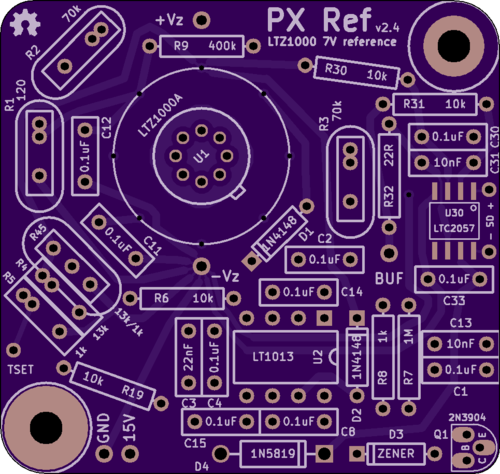 +Vz
PX Ref v2.4
LTZ1000 7V reference
R2
70k
R9 400k
R30 10k
R1
120
C12
0.1uF
LTZ1000A
U1
R3
70k
R31 10k
22R
R32
0.1uF
C30
10nF
C31
U30
LTC2057
5D +
R45
R4
R5
0.1uF
C11
1N4148
D1
C2
0.1uF
-Vz
BUF
R6 10k
0.1uF
C14
0.1uF
C33
13k/1k
13k
1k
TSET
10k R19
22nF
C3
0.1uF
C4
LT1013
U2
1N4148
D2
1k
R8
1M
R7
C13
10nF
0.1uF
C1
GND
15V
0.1uF
C15
0.1uF
C8
D4
1N5819
D3
ZENER
2N3904
Q1
E
B
C